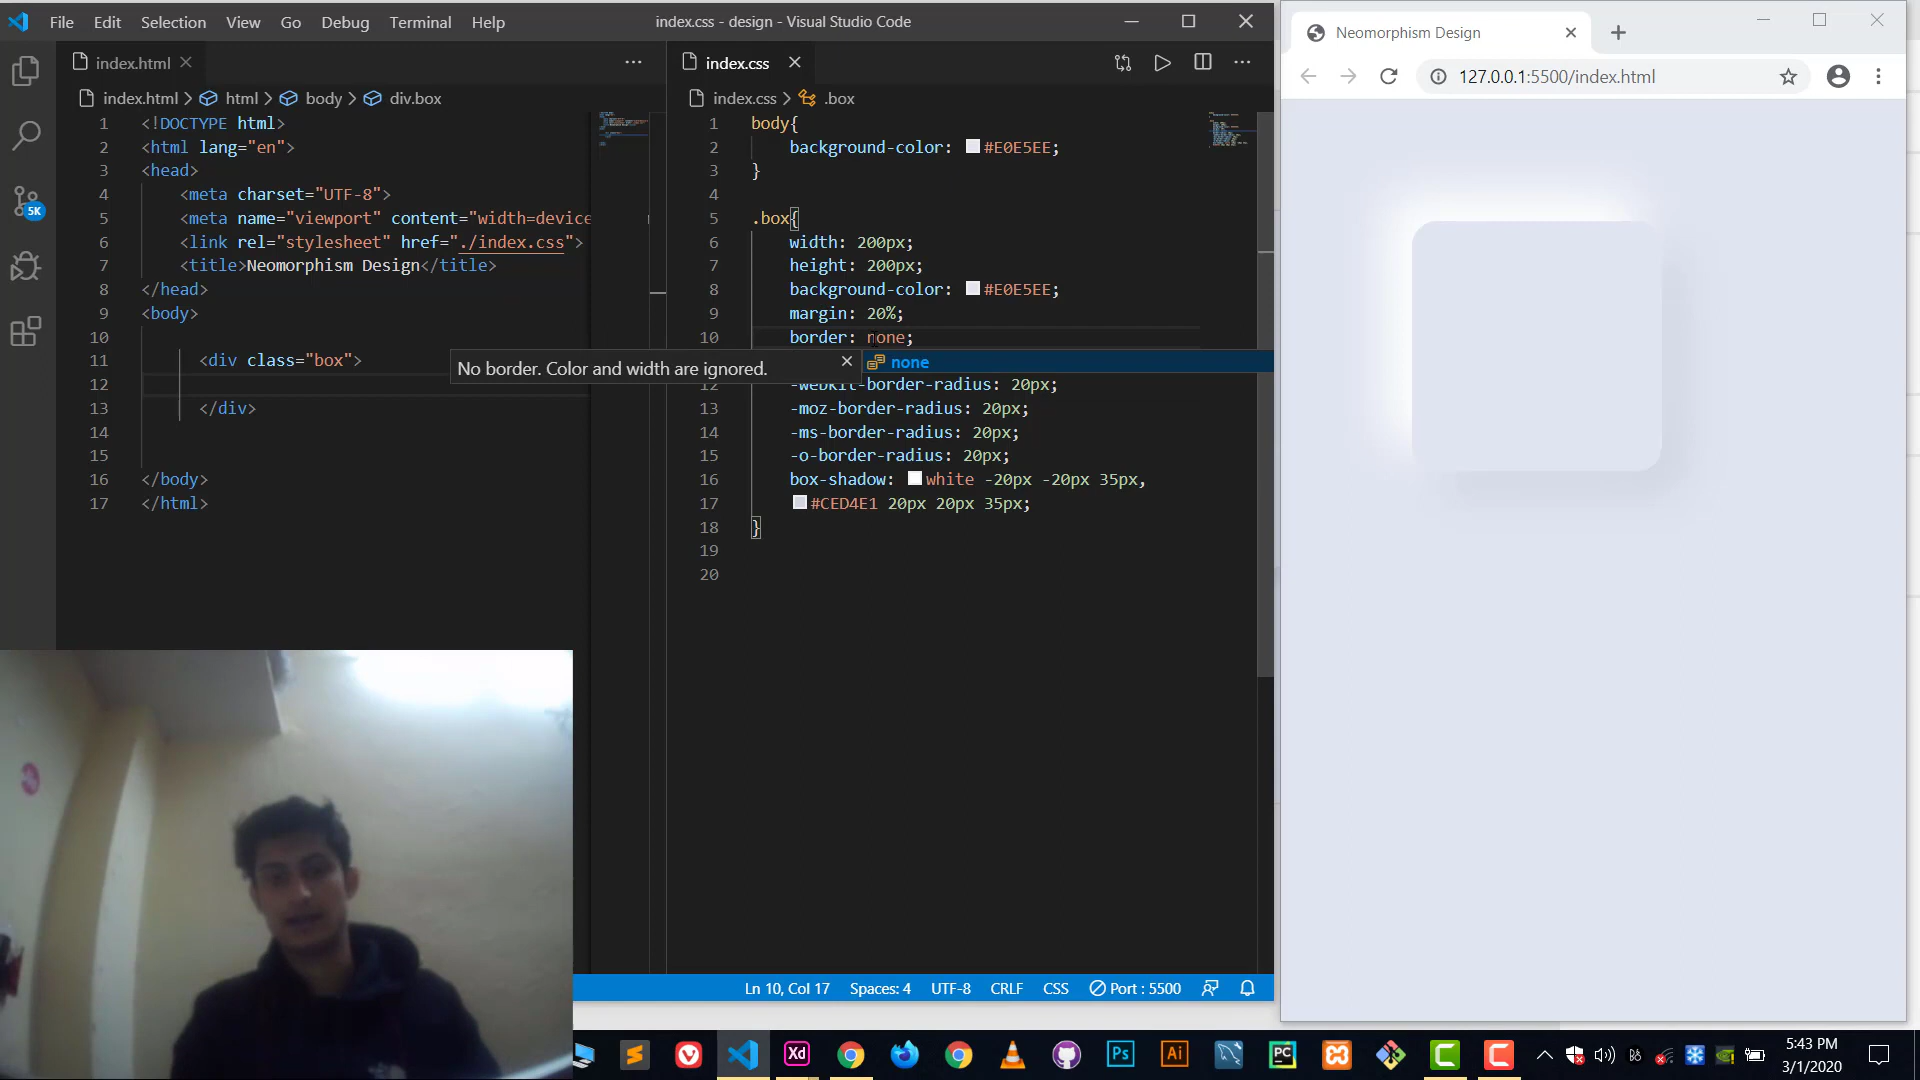 File Edit Selection View Go Debug Terminal Help
index.css - design - Visual Studio Code
index.html
index.css
index.html > html > body > div.box
index.css > .box
5K
1 <!DOCTYPE html>
2 <html lang="en">
3 <head>
4 <meta charset="UTF-8">
5 <meta name="viewport" content="width=device
6 <link rel="stylesheet" href="./index.css">
7 <title>Neomorphism Design</title>
8 </head>
9 <body>
10
11 <div class="box">
12
13 </div>
14
15
16 </body>
17 </html>
1 body{
2 background-color: #E0E5EE;
3 }
4
5 .box{
6 width: 200px;
7 height: 200px;
8 background-color: #E0E5EE;
9 margin: 20%;
10 border: none;
No border. Color and width are ignored.
none
12 -webkit-border-radius: 20px;
13 -moz-border-radius: 20px;
14 -ms-border-radius: 20px;
15 -o-border-radius: 20px;
16 box-shadow: white -20px -20px 35px,
17 #CED4E1 20px 20px 35px;
18 }
19
20
Ln 10, Col 17 Spaces: 4 UTF-8 CRLF CSS Port : 5500
Neomorphism Design
127.0.0.1:5500/index.html
Xd
Ps
Ai
PC
5:43 PM
3/1/2020